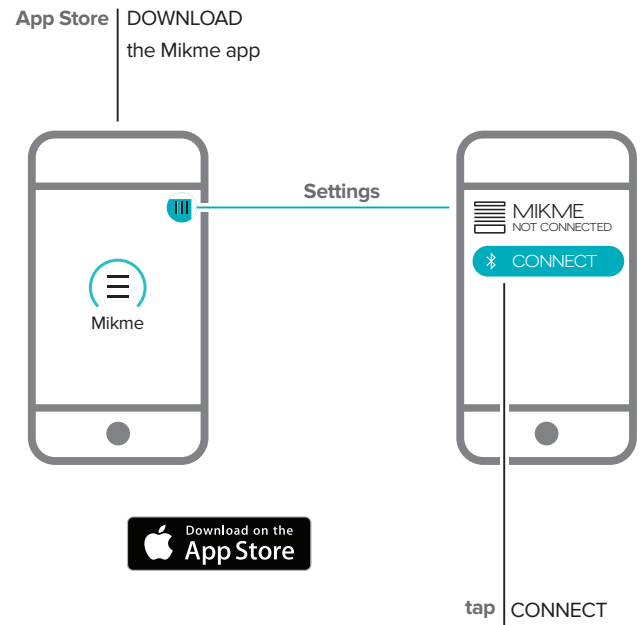 App Store DOWNLOAD
the Mikme app
Settings
Mikme
MIKME
NOT CONNECTED
CONNECT
Download on the
App Store
tap CONNECT